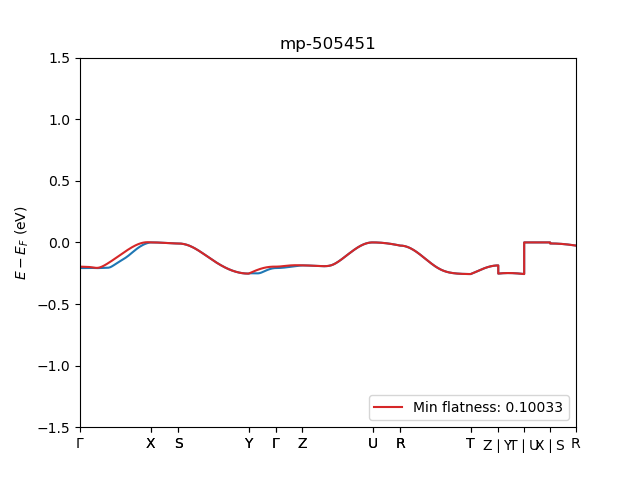 mp-505451
E − E_F (eV)
1.5
1.0
0.5
0.0
−0.5
−1.0
−1.5
Min flatness: 0.10033
Γ X S Y Γ Z U R T Z | Y T | U X | S R